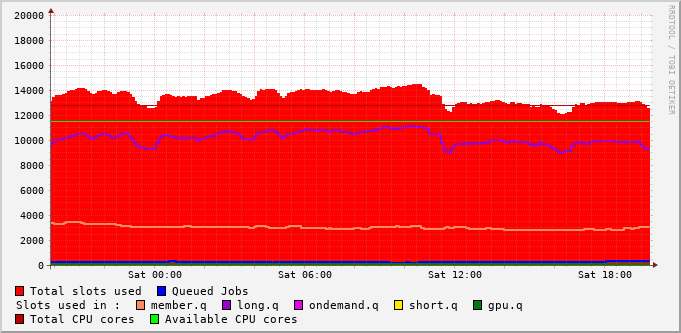 20000
18000
16000
14000
12000
10000
8000
6000
4000
2000
0
Sat 00:00 Sat 06:00 Sat 12:00 Sat 18:00
Total slots used Queued Jobs
Slots used in : member.q long.q ondemand.q short.q gpu.q
Total CPU cores Available CPU cores
RRDTOOL / TOBI OETIKER